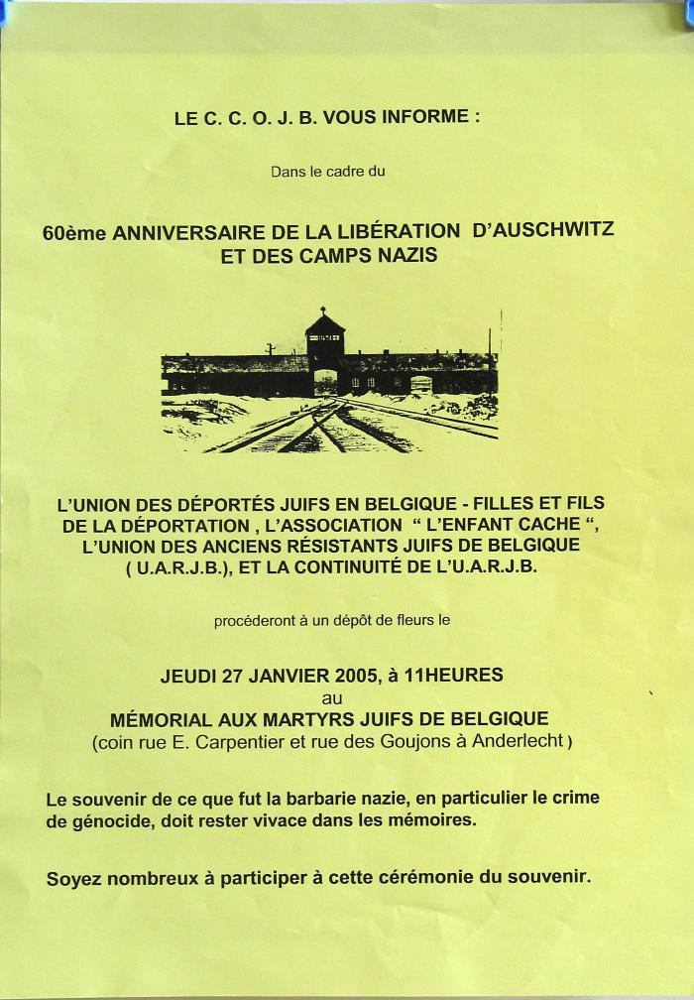 LE C. C. O. J. B. VOUS INFORME :
Dans le cadre du
60ème ANNIVERSAIRE DE LA LIBÉRATION D'AUSCHWITZ
ET DES CAMPS NAZIS
L'UNION DES DÉPORTÉS JUIFS EN BELGIQUE - FILLES ET FILS
DE LA DÉPORTATION , L'ASSOCIATION “ L'ENFANT CACHE “,
L'UNION DES ANCIENS RÉSISTANTS JUIFS DE BELGIQUE
( U.A.R.J.B.), ET LA CONTINUITÉ DE L'U.A.R.J.B.
procéderont à un dépôt de fleurs le
JEUDI 27 JANVIER 2005, à 11HEURES
au
MÉMORIAL AUX MARTYRS JUIFS DE BELGIQUE
(coin rue E. Carpentier et rue des Goujons à Anderlecht )
Le souvenir de ce que fut la barbarie nazie, en particulier le crime
de génocide, doit rester vivace dans les mémoires.
Soyez nombreux à participer à cette cérémonie du souvenir.